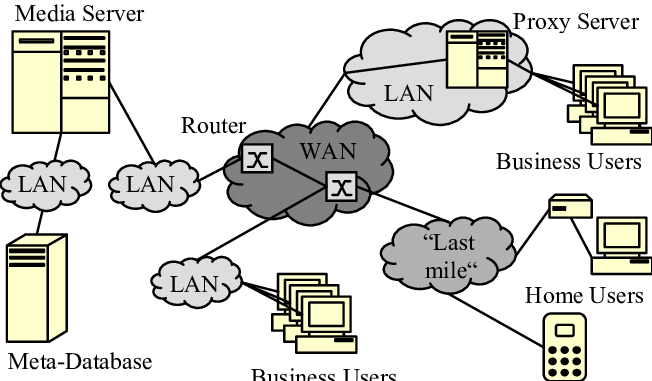 Media Server
Proxy Server
LAN
Router
WAN
Business Users
LAN
LAN
"Last
mile"
LAN
Home Users
Meta-Database
Business Users